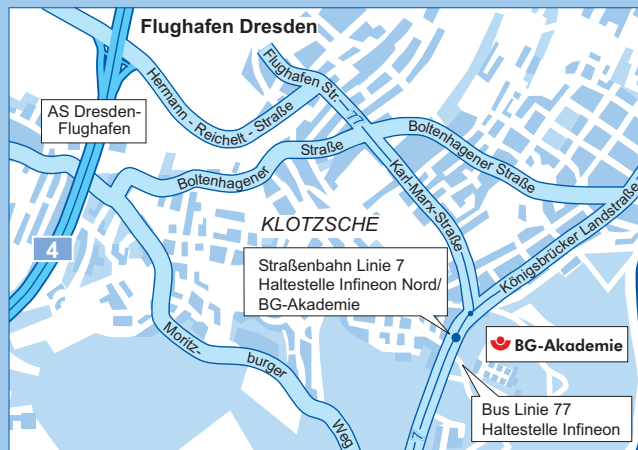 Flughafen Dresden
Flughafen Str.
77
Hermann - Reichelt - Straße
AS Dresden-
Flughafen
Boltenhagener
Straße
Boltenhagener Straße
Karl-Marx-Straße
KLOTZSCHE
Königsbrücker Landstraße
4
Straßenbahn Linie 7
Haltestelle Infineon Nord/
BG-Akademie
Moritz-
burger
Weg
BG-Akademie
Bus Linie 77
Haltestelle Infineon
7